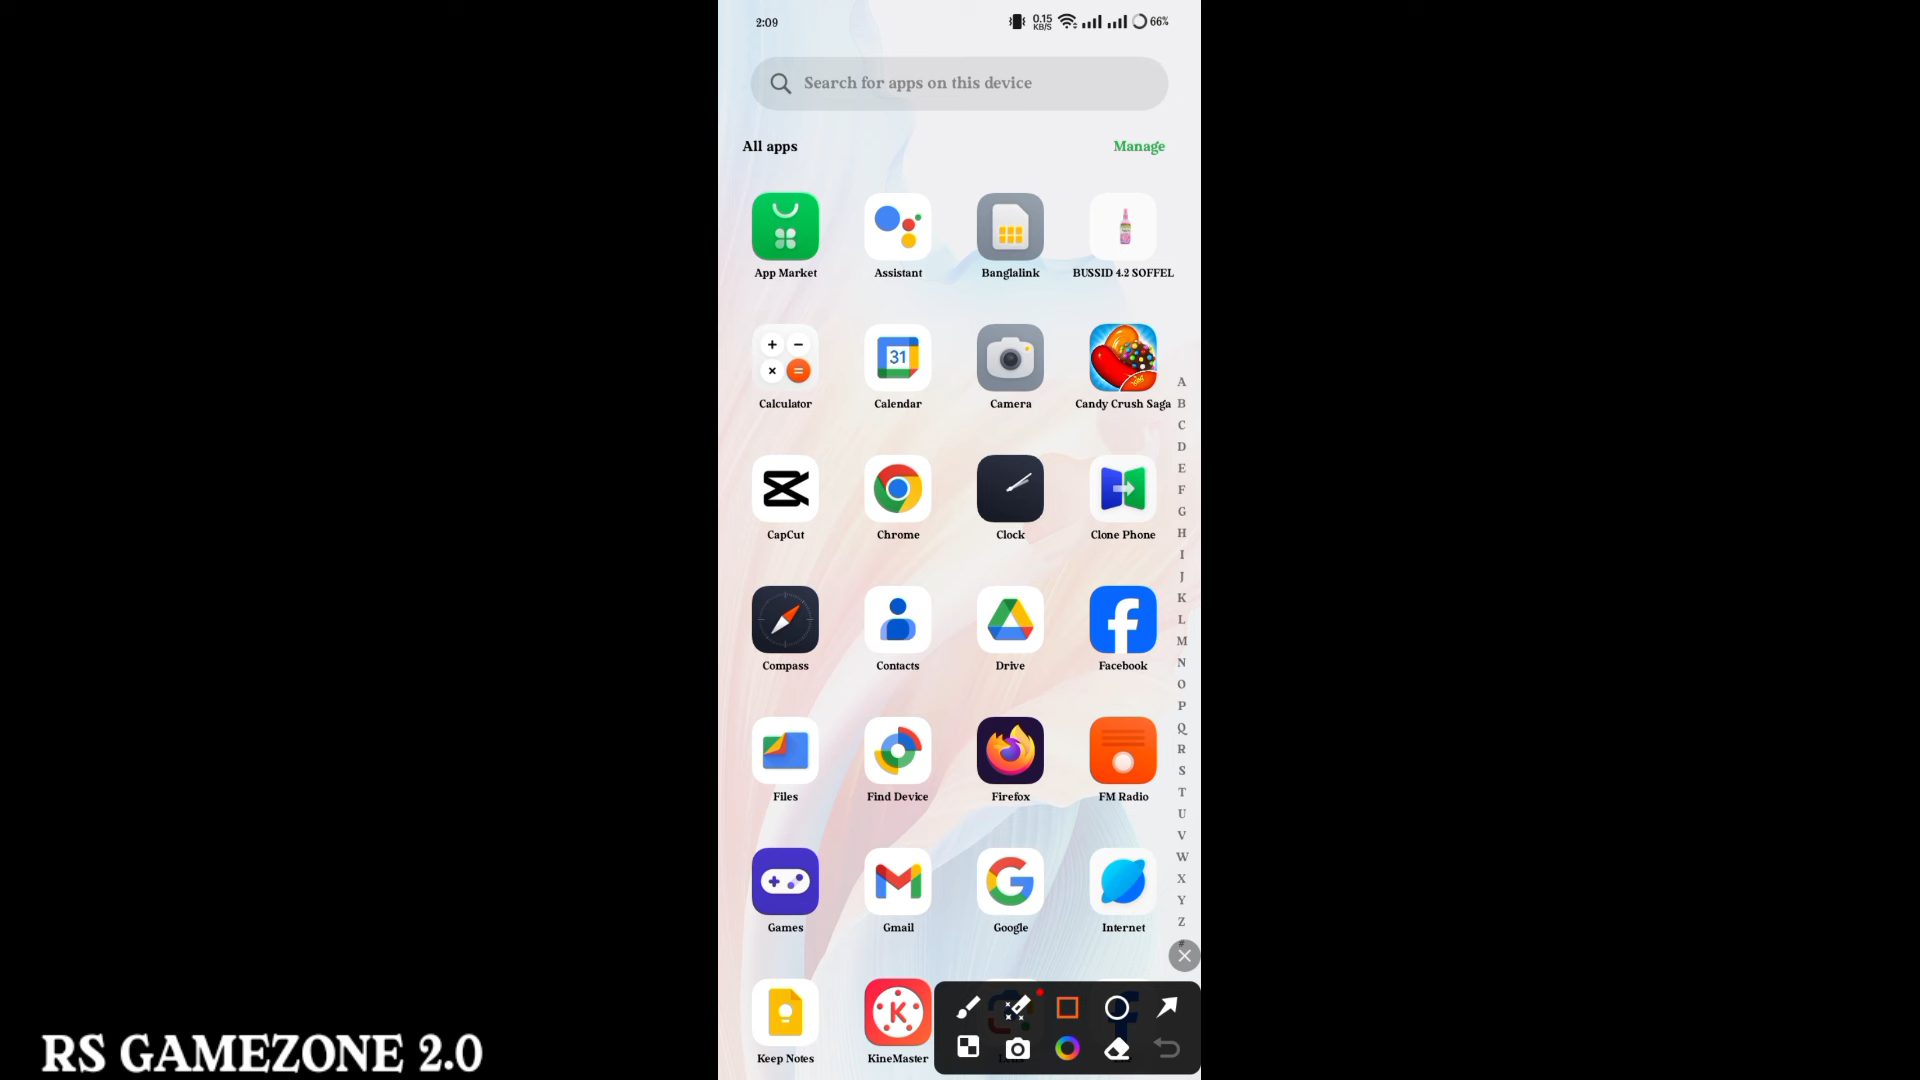 2:09
0.15
KB/S
66%
Search for apps on this device
All apps
Manage
App Market
Assistant
Banglalink
BUSSID 4.2 SOFFEL
Calculator
Calendar
31
Camera
Candy Crush Saga
CapCut
Chrome
Clock
Clone Phone
Compass
Contacts
Drive
Facebook
Files
Find Device
Firefox
FM Radio
Games
Gmail
Google
Internet
Keep Notes
KineMaster
A
B
C
D
E
F
G
H
I
J
K
L
M
N
O
P
Q
R
S
T
U
V
W
X
Y
Z
#
RS GAMEZONE 2.0